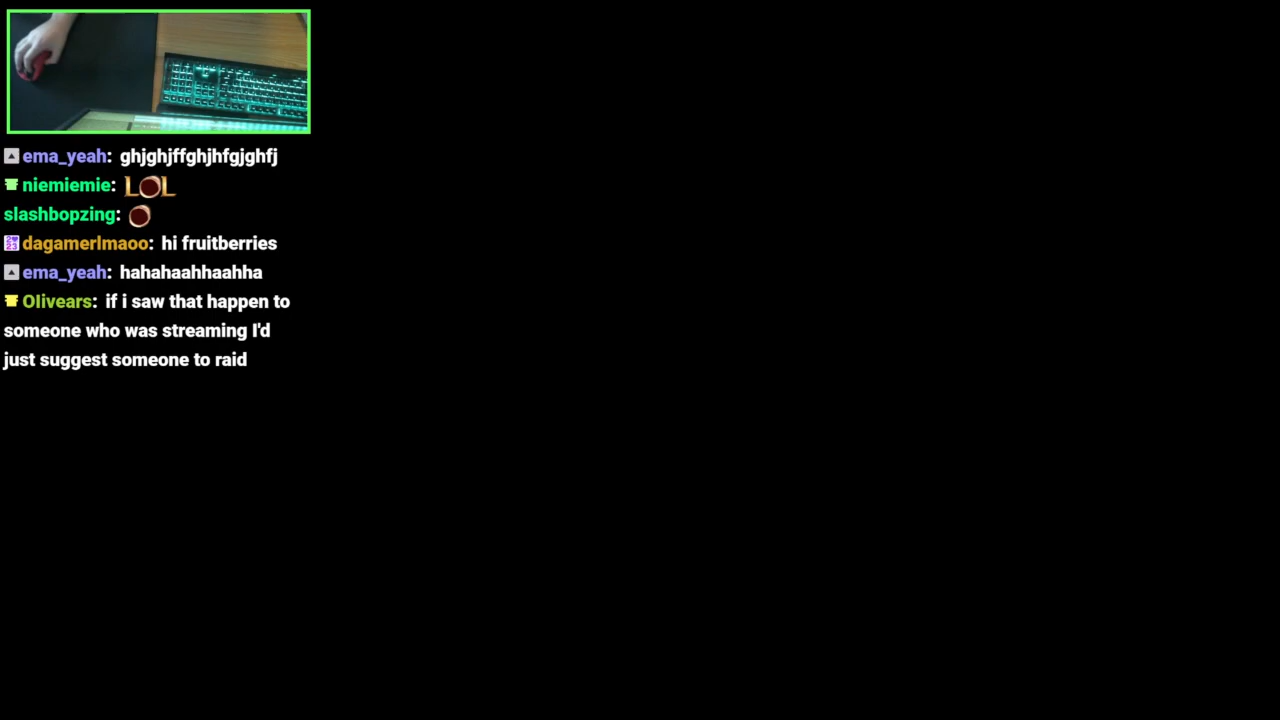 ema_yeah: ghjghjffghjhfgjghfj
niemiemie: LOL
slashbopzing:
dagamerlmaoo: hi fruitberries
ema_yeah: hahahaahhaahha
Olivears: if i saw that happen to
someone who was streaming I'd
just suggest someone to raid